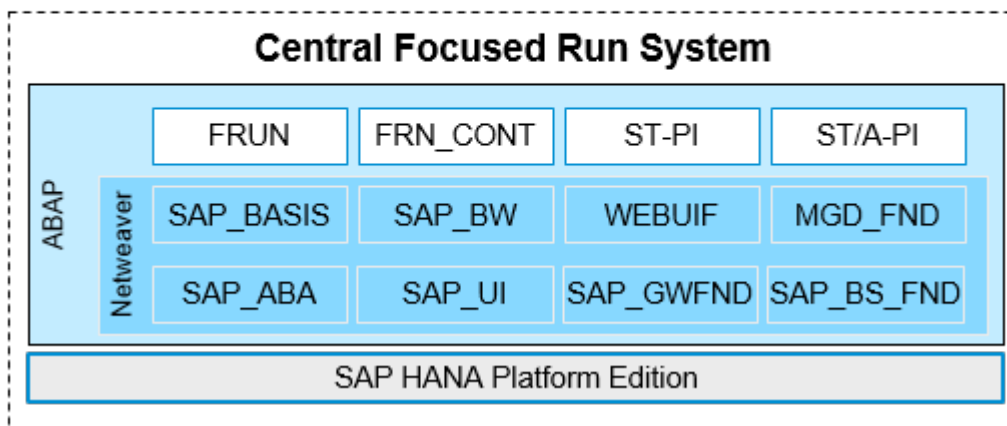 Central Focused Run System
ABAP
FRUN FRN_CONT ST-PI ST/A-PI
Netweaver
SAP_BASIS SAP_BW WEBUIF MGD_FND
SAP_ABA SAP_UI SAP_GWFND SAP_BS_FND
SAP HANA Platform Edition